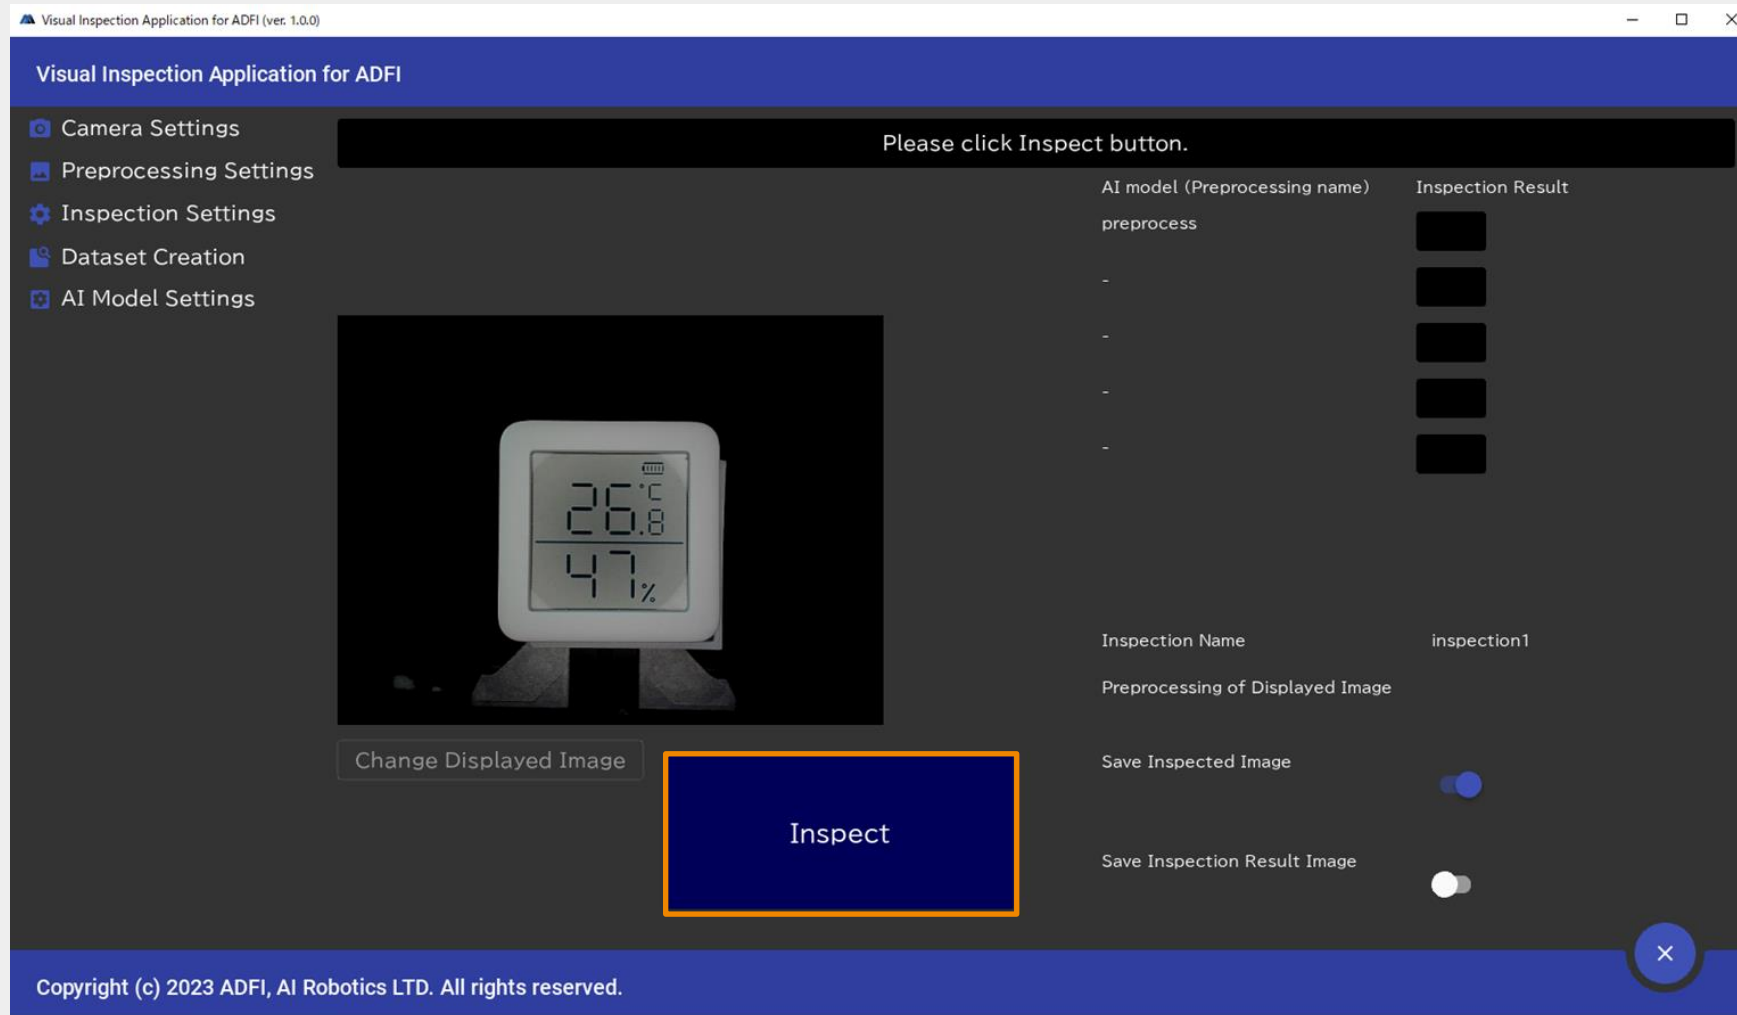 Visual Inspection Application for ADFI (ver. 1.0.0)
Visual Inspection Application for ADFI
Camera Settings
Preprocessing Settings
Inspection Settings
Dataset Creation
AI Model Settings
Please click Inspect button.
AI model (Preprocessing name) Inspection Result
preprocess
-
-
-
-
26.8 °C
47%
Change Displayed Image
Inspect
Inspection Name inspection1
Preprocessing of Displayed Image
Save Inspected Image
Save Inspection Result Image
Copyright (c) 2023 ADFI, AI Robotics LTD. All rights reserved.